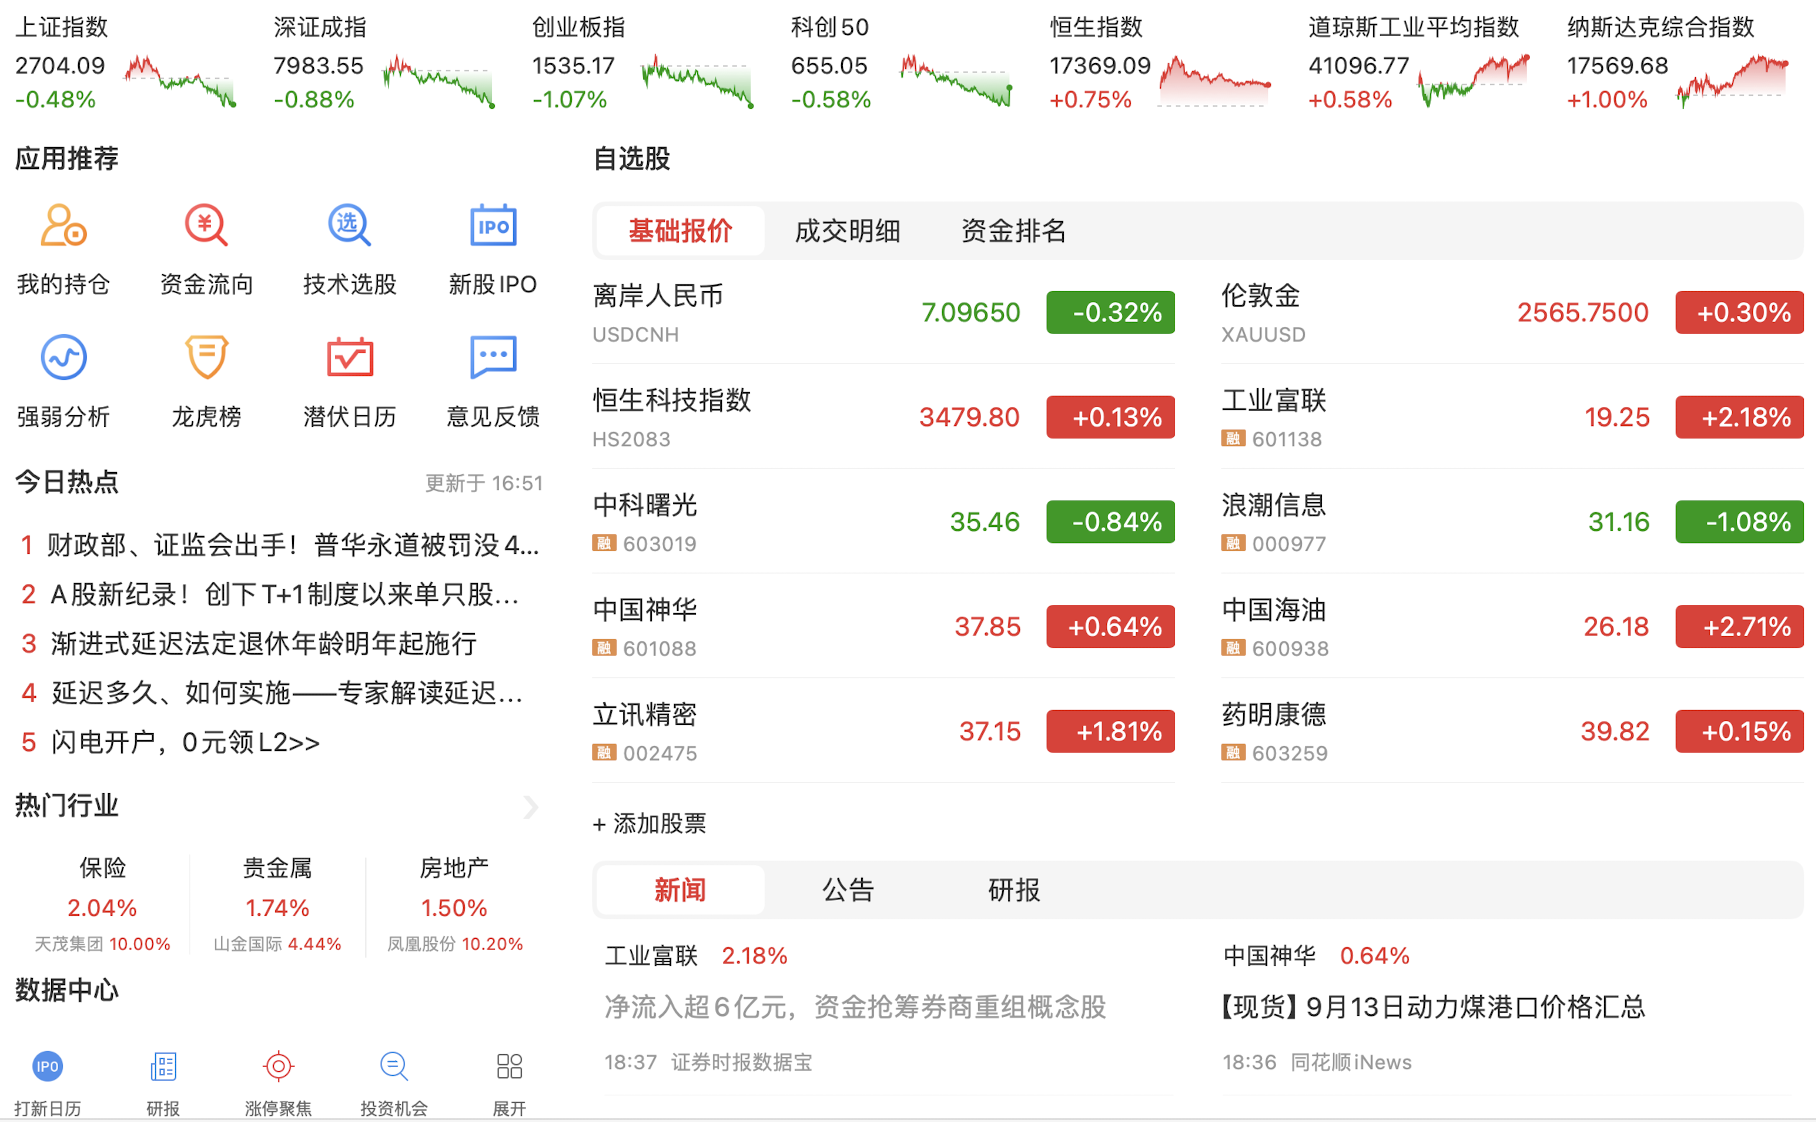 上证指数
2704.09
-0.48%
深证成指
7983.55
-0.88%
创业板指
1535.17
-1.07%
科创50
655.05
-0.58%
恒生指数
17369.09
+0.75%
道琼斯工业平均指数
41096.77
+0.58%
纳斯达克综合指数
17569.68
+1.00%
应用推荐
我的持仓
¥
资金流向
选
技术选股
IPO
新股IPO
强弱分析
龙虎榜
潜伏日历
意见反馈
今日热点 更新于 16:51
1 财政部、证监会出手！普华永道被罚没4...
2 A股新纪录！创下T+1制度以来单只股...
3 渐进式延迟法定退休年龄明年起施行
4 延迟多久、如何实施——专家解读延迟...
5 闪电开户，0元领L2>>
热门行业
保险
2.04%
天茂集团 10.00%
贵金属
1.74%
山金国际 4.44%
房地产
1.50%
凤凰股份 10.20%
数据中心
IPO
打新日历
研报
涨停聚焦
投资机会
展开
自选股
基础报价 成交明细 资金排名
离岸人民币 7.09650 -0.32%
USDCNH
伦敦金 2565.7500 +0.30%
XAUUSD
恒生科技指数 3479.80 +0.13%
HS2083
工业富联 19.25 +2.18%
融 601138
中科曙光 35.46 -0.84%
融 603019
浪潮信息 31.16 -1.08%
融 000977
中国神华 37.85 +0.64%
融 601088
中国海油 26.18 +2.71%
融 600938
立讯精密 37.15 +1.81%
融 002475
药明康德 39.82 +0.15%
融 603259
+ 添加股票
新闻 公告 研报
工业富联 2.18%
净流入超6亿元，资金抢筹券商重组概念股
18:37 证券时报数据宝
中国神华 0.64%
【现货】9月13日动力煤港口价格汇总
18:36 同花顺iNews